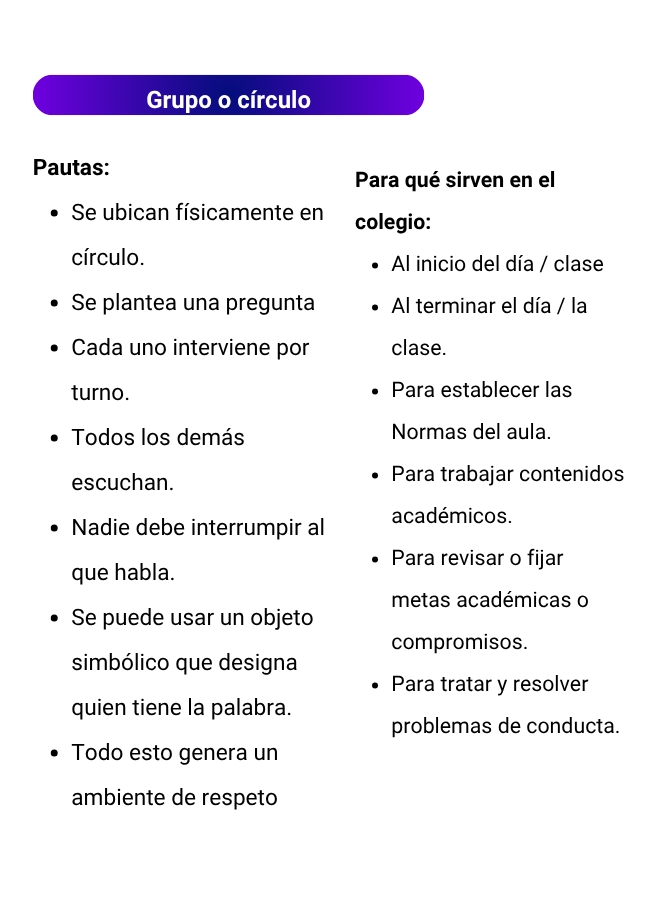 Grupo o círculo
Pautas:
• Se ubican físicamente en
círculo.
• Se plantea una pregunta
• Cada uno interviene por
turno.
• Todos los demás
escuchan.
• Nadie debe interrumpir al
que habla.
• Se puede usar un objeto
simbólico que designa
quien tiene la palabra.
• Todo esto genera un
ambiente de respeto
Para qué sirven en el
colegio:
• Al inicio del día / clase
• Al terminar el día / la
clase.
• Para establecer las
Normas del aula.
• Para trabajar contenidos
académicos.
• Para revisar o fijar
metas académicas o
compromisos.
• Para tratar y resolver
problemas de conducta.